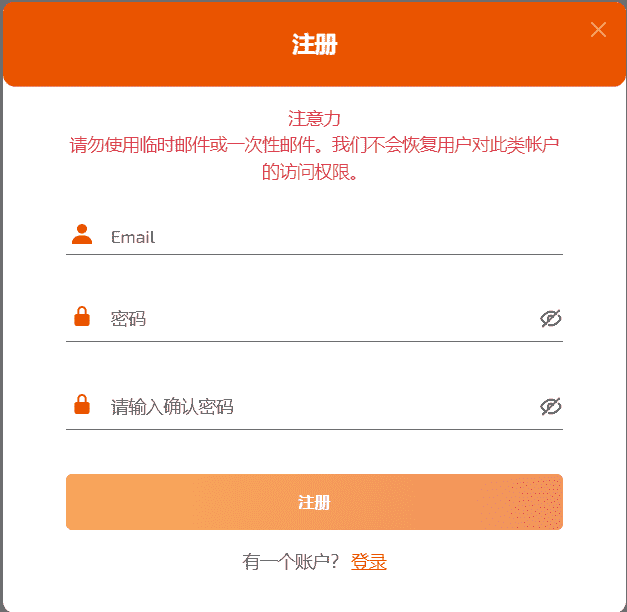 注册
注意力
请勿使用临时邮件或一次性邮件。我们不会恢复用户对此类帐户
的访问权限。
Email
密码
请输入确认密码
注册
有一个账户？ 登录